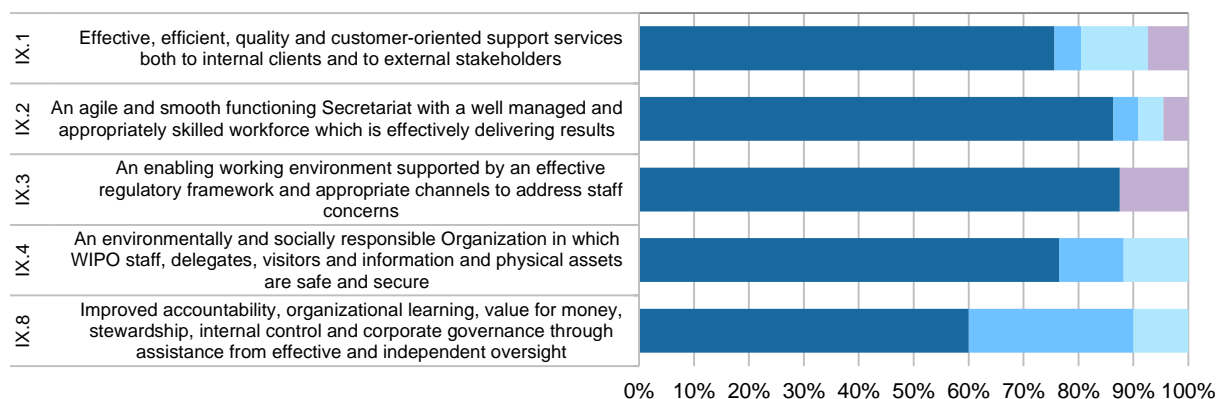 IX.1
Effective, efficient, quality and customer-oriented support services
both to internal clients and to external stakeholders
IX.2
An agile and smooth functioning Secretariat with a well managed and
appropriately skilled workforce which is effectively delivering results
IX.3
An enabling working environment supported by an effective
regulatory framework and appropriate channels to address staff
concerns
IX.4
An environmentally and socially responsible Organization in which
WIPO staff, delegates, visitors and information and physical assets
are safe and secure
IX.8
Improved accountability, organizational learning, value for money,
stewardship, internal control and corporate governance through
assistance from effective and independent oversight
0% 10% 20% 30% 40% 50% 60% 70% 80% 90% 100%